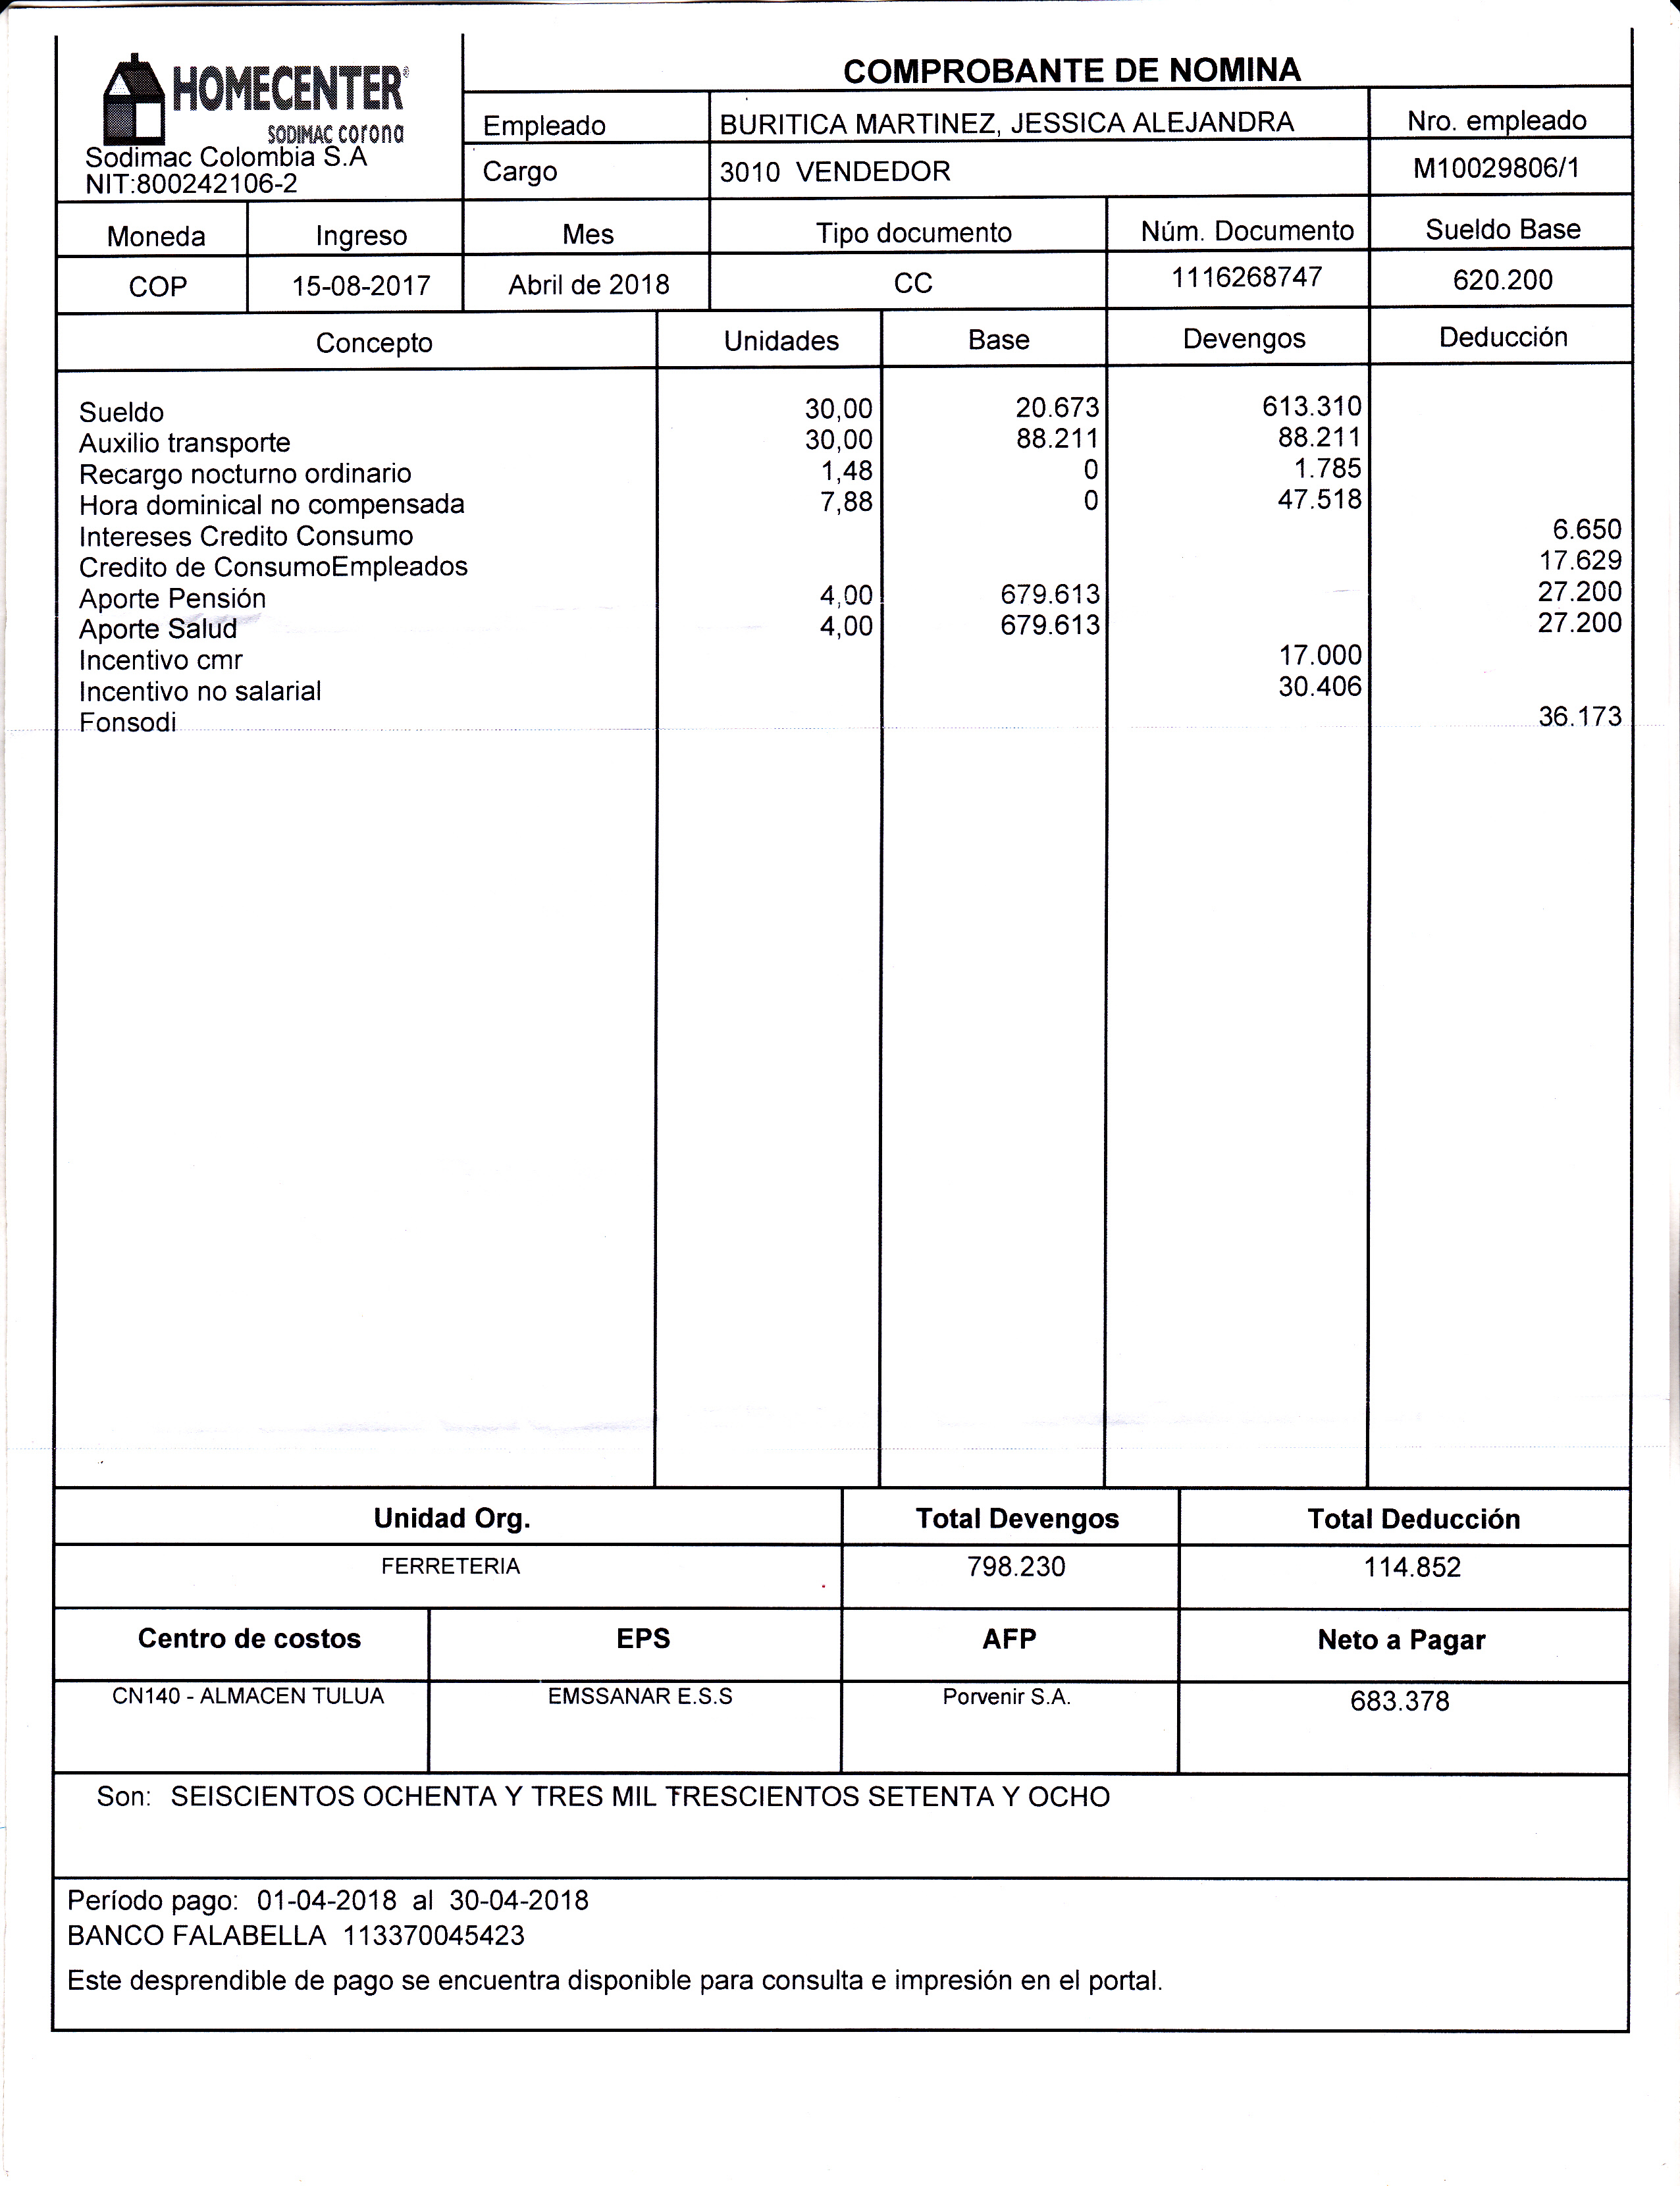 HOMECENTER
SODIMAC corona
Sodimac Colombia S.A
NIT:800242106-2
COMPROBANTE DE NOMINA
Empleado BURITICA MARTINEZ, JESSICA ALEJANDRA Nro. empleado
Cargo 3010 VENDEDOR M10029806/1
Moneda Ingreso Mes Tipo documento Núm. Documento Sueldo Base
COP 15-08-2017 Abril de 2018 CC 1116268747 620.200
Concepto Unidades Base Devengos Deducción
Sueldo 30,00 20.673 613.310
Auxilio transporte 30,00 88.211 88.211
Recargo nocturno ordinario 1,48 0 1.785
Hora dominical no compensada 7,88 0 47.518
Intereses Credito Consumo 6.650
Credito de ConsumoEmpleados 17.629
Aporte Pensión 4,00 679.613 27.200
Aporte Salud 4,00 679.613 27.200
Incentivo cmr 17.000
Incentivo no salarial 30.406
Fonsodi 36.173
Unidad Org. Total Devengos Total Deducción
FERRETERIA 798.230 114.852
Centro de costos EPS AFP Neto a Pagar
CN140 - ALMACEN TULUA EMSSANAR E.S.S Porvenir S.A. 683.378
Son: SEISCIENTOS OCHENTA Y TRES MIL TRESCIENTOS SETENTA Y OCHO
Período pago: 01-04-2018 al 30-04-2018
BANCO FALABELLA 113370045423
Este desprendible de pago se encuentra disponible para consulta e impresión en el portal.